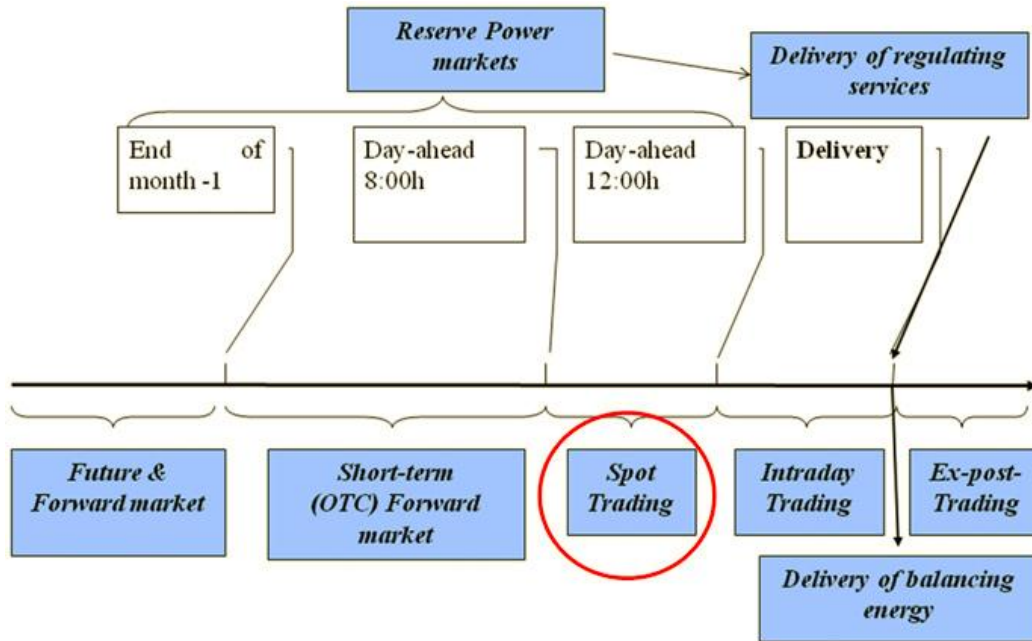 Reserve Power
markets
Delivery of regulating
services
End of
month -1
Day-ahead
8:00h
Day-ahead
12:00h
Delivery
Future &
Forward market
Short-term
(OTC) Forward
market
Spot
Trading
Intraday
Trading
Ex-post-
Trading
Delivery of balancing
energy